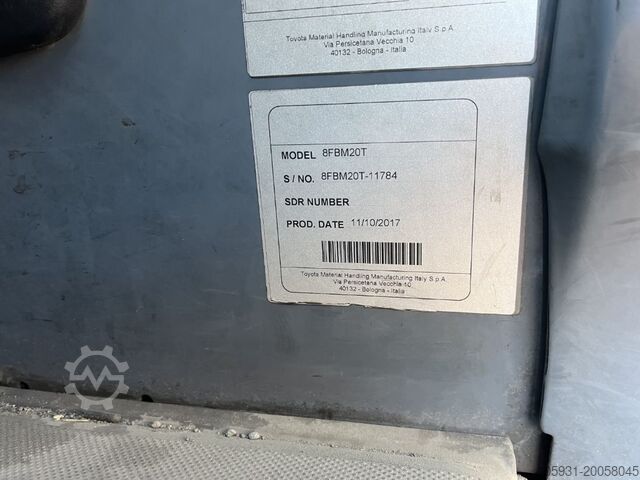 Toyota Material Handling Manufacturing Italy S.p.A.
Via Persicetana Vecchia 10
40132 - Bologna - Italia
MODEL 8FBM20T
S / NO. 8FBM20T-11784
SDR NUMBER
PROD. DATE 11/10/2017
Toyota Material Handling Manufacturing Italy S.p.A.
Via Persicetana Vecchia 10
40132 - Bologna - Italia
05931-20058045